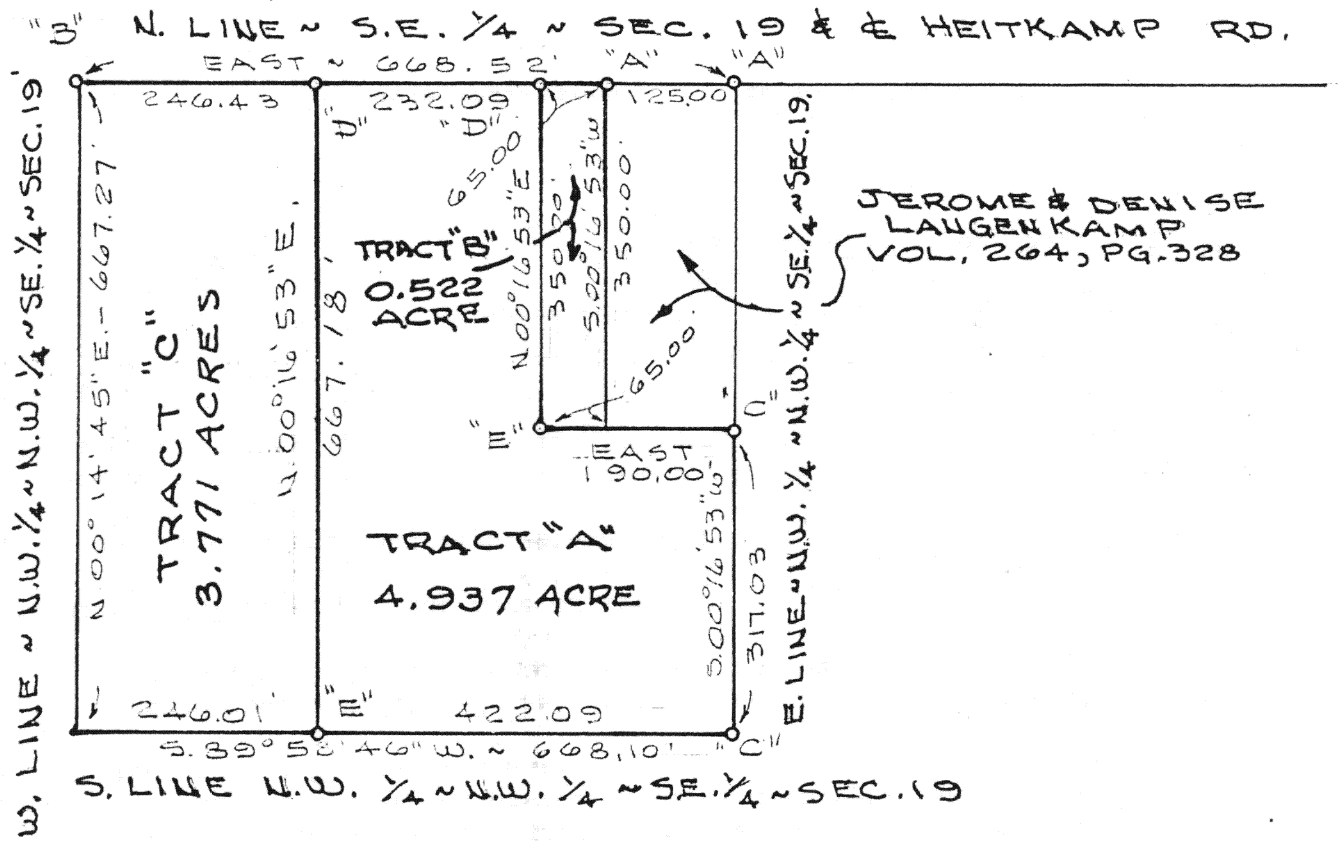 "B" N. LINE ~ S.E. 1/4 ~ SEC. 19 & ℄ HEITKAMP RD.
EAST ~ 668.52'
"A"
"A"
246.43
232.09
125.00
"D"
"D"
65.00
W. LINE ~ N.W. 1/4 ~ N.W. 1/4 ~ SE. 1/4 ~ SEC. 19'
N 00° 14' 45" E. - 667.27'
TRACT "C"
3.771 ACRES
N.00° 16' 53" E.
667.18'
TRACT "B"
0.522
ACRE
N.00° 16' 53" E
350.00'
S.00° 16' 53" W
350.00'
JEROME & DENISE
LANGENKAMP
VOL. 264, PG. 328
65.00'
"E"
EAST
190.00'
E. LINE ~ N.W. 1/4 ~ N.W. 1/4 ~ SE. 1/4 ~ SEC. 19.
TRACT "A"
4.937 ACRE
S.00° 16' 53" W
317.03
246.01'
"E"
422.09
"C"
W. ~ 668.10'
S. LINE N.W. 1/4 ~ N.W. 1/4 ~ SE. 1/4 ~ SEC. 19